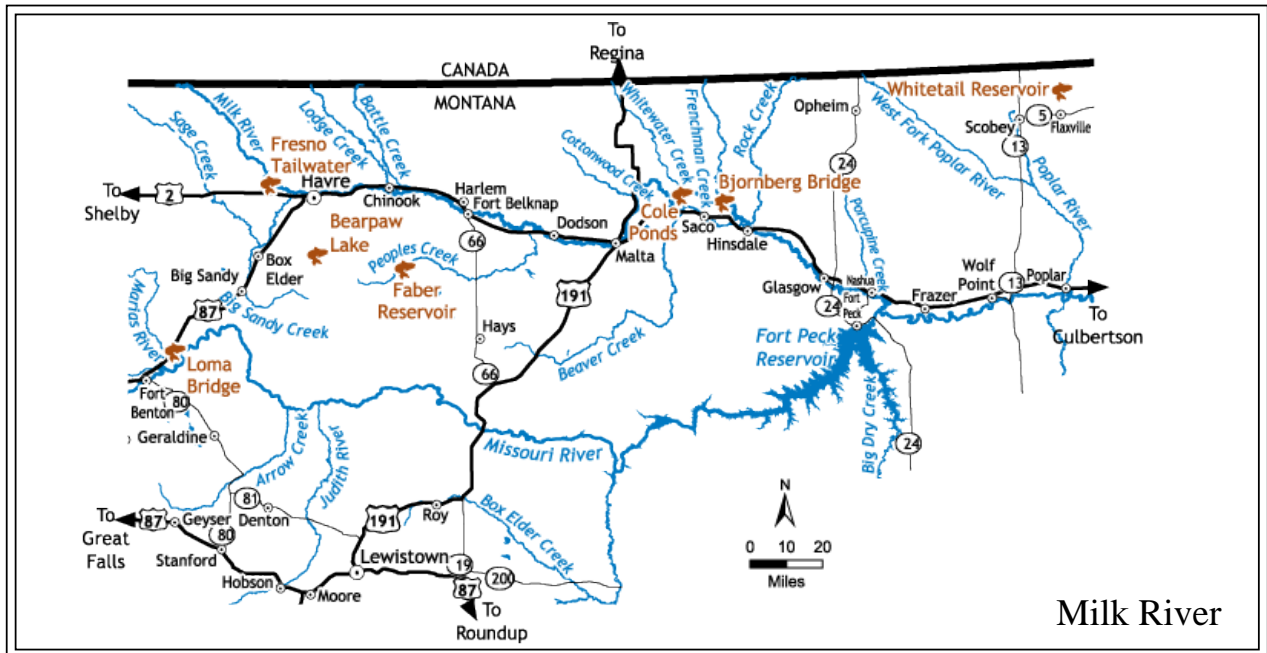 To
Regina
CANADA
MONTANA
Sage Creek
Milk River
Lodge Creek
Battle Creek
Whitewater Creek
Frenchman Creek
Rock Creek
Cottonwood Creek
Opheim
West Fork Poplar River
Whitetail Reservoir
Scobey
5
Flaxville
13
Poplar River
Fresno
Tailwater
To
Shelby
2
Havre
Chinook
Harlem
Fort Belknap
Dodson
Malta
Cole
Ponds
Saco
Bjornberg Bridge
Hinsdale
24
Porcupine Creek
Bearpaw
Lake
Box
Elder
66
Peoples Creek
Faber
Reservoir
Big Sandy
Big Sandy Creek
87
Marias River
Loma
Bridge
191
Hays
66
Beaver Creek
Glasgow
Nashua
24
Fort
Peck
Frazer
Wolf
Point
13
Poplar
To
Culbertson
Fort Peck
Reservoir
Big Dry Creek
24
Fort
Benton
80
Geraldine
Arrow Creek
Judith River
Missouri River
To
Great
Falls
87
Geyser
81
Denton
80
Stanford
Hobson
Moore
191
Roy
Box Elder Creek
Lewistown
19
200
87
To
Roundup
N
0 10 20
Miles
Milk River